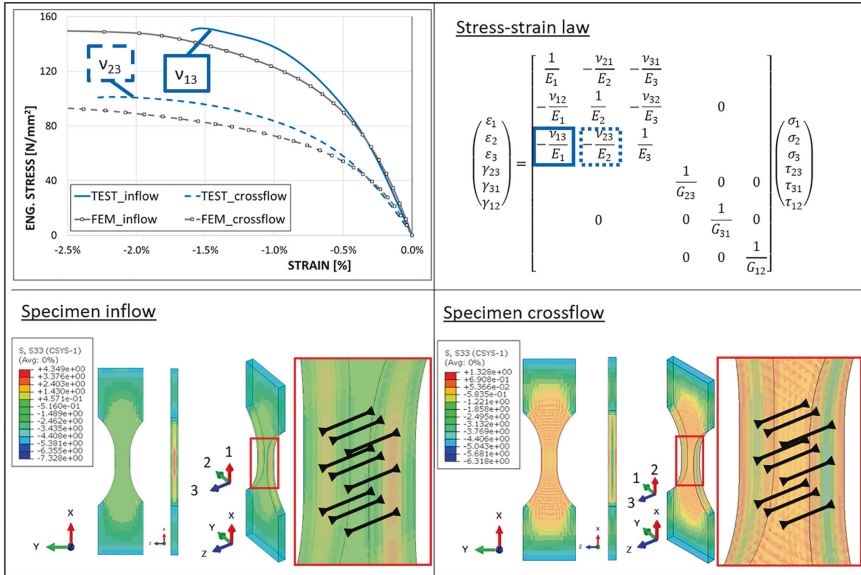 160
120
80
40
0
ENG. STRESS [N/mm²]
ν23
ν13
TEST_inflow
TEST_crossflow
FEM_inflow
FEM_crossflow
-2.5%
-2.0%
-1.5%
-1.0%
-0.5%
0.0%
STRAIN [%]
Stress-strain law
1/E1 -ν21/E2 -ν31/E3
-ν12/E1 1/E2 -ν32/E3 0
-ν13/E1 -ν23/E2 1/E3
1/G23 0 0
0 0 1/G31 0
0 0 1/G12
ε1
ε2
ε3
γ23
γ31
γ12
=
σ1
σ2
σ3
τ23
τ31
τ12
Specimen inflow
S, S33 (CSYS-1)
(Avg: 0%)
+4.349e+00
+3.376e+00
+2.403e+00
+1.430e+00
+4.571e-01
-5.160e-01
-1.489e+00
-2.462e+00
-3.435e+00
-4.408e+00
-5.381e+00
-6.355e+00
-7.328e+00
X
Y
X
Z
1
2
3
X
Y
Z
Specimen crossflow
S, S33 (CSYS-1)
(Avg: 0%)
+1.328e+00
+6.908e-01
+5.366e-02
-5.835e-01
-1.221e+00
-1.858e+00
-2.495e+00
-3.132e+00
-3.769e+00
-4.406e+00
-5.043e+00
-5.681e+00
-6.318e+00
X
Y
X
Z
2
1
3
X
Y
Z